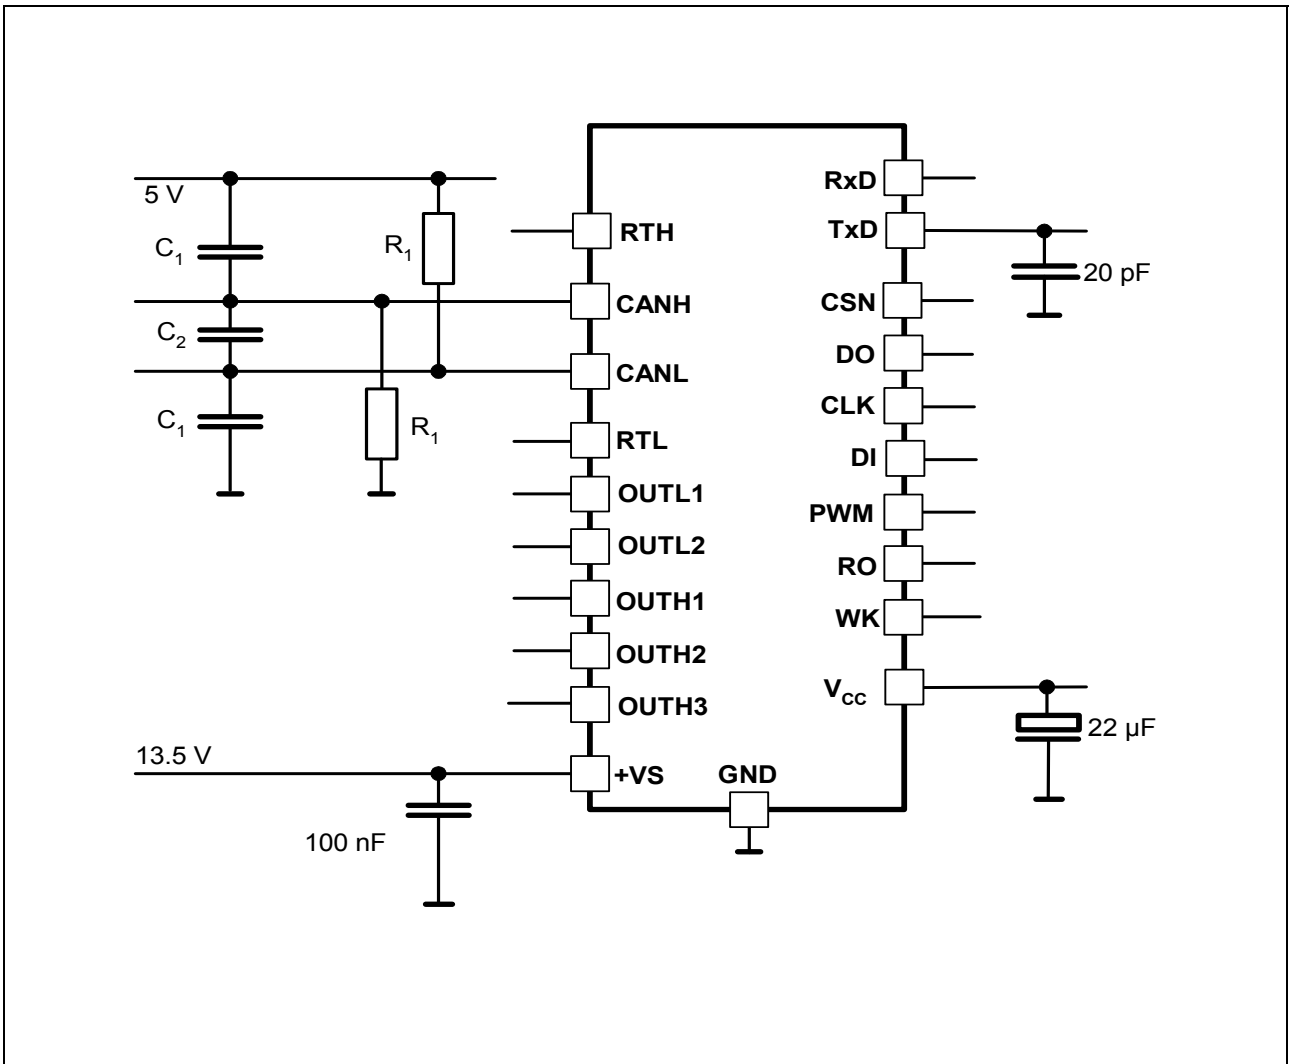 5 V
C1
R1
C2
C1
R1
13.5 V
100 nF
RTH
CANH
CANL
RTL
OUTL1
OUTL2
OUTH1
OUTH2
OUTH3
+VS
GND
RxD
TxD
CSN
DO
CLK
DI
PWM
RO
WK
VCC
20 pF
22 µF